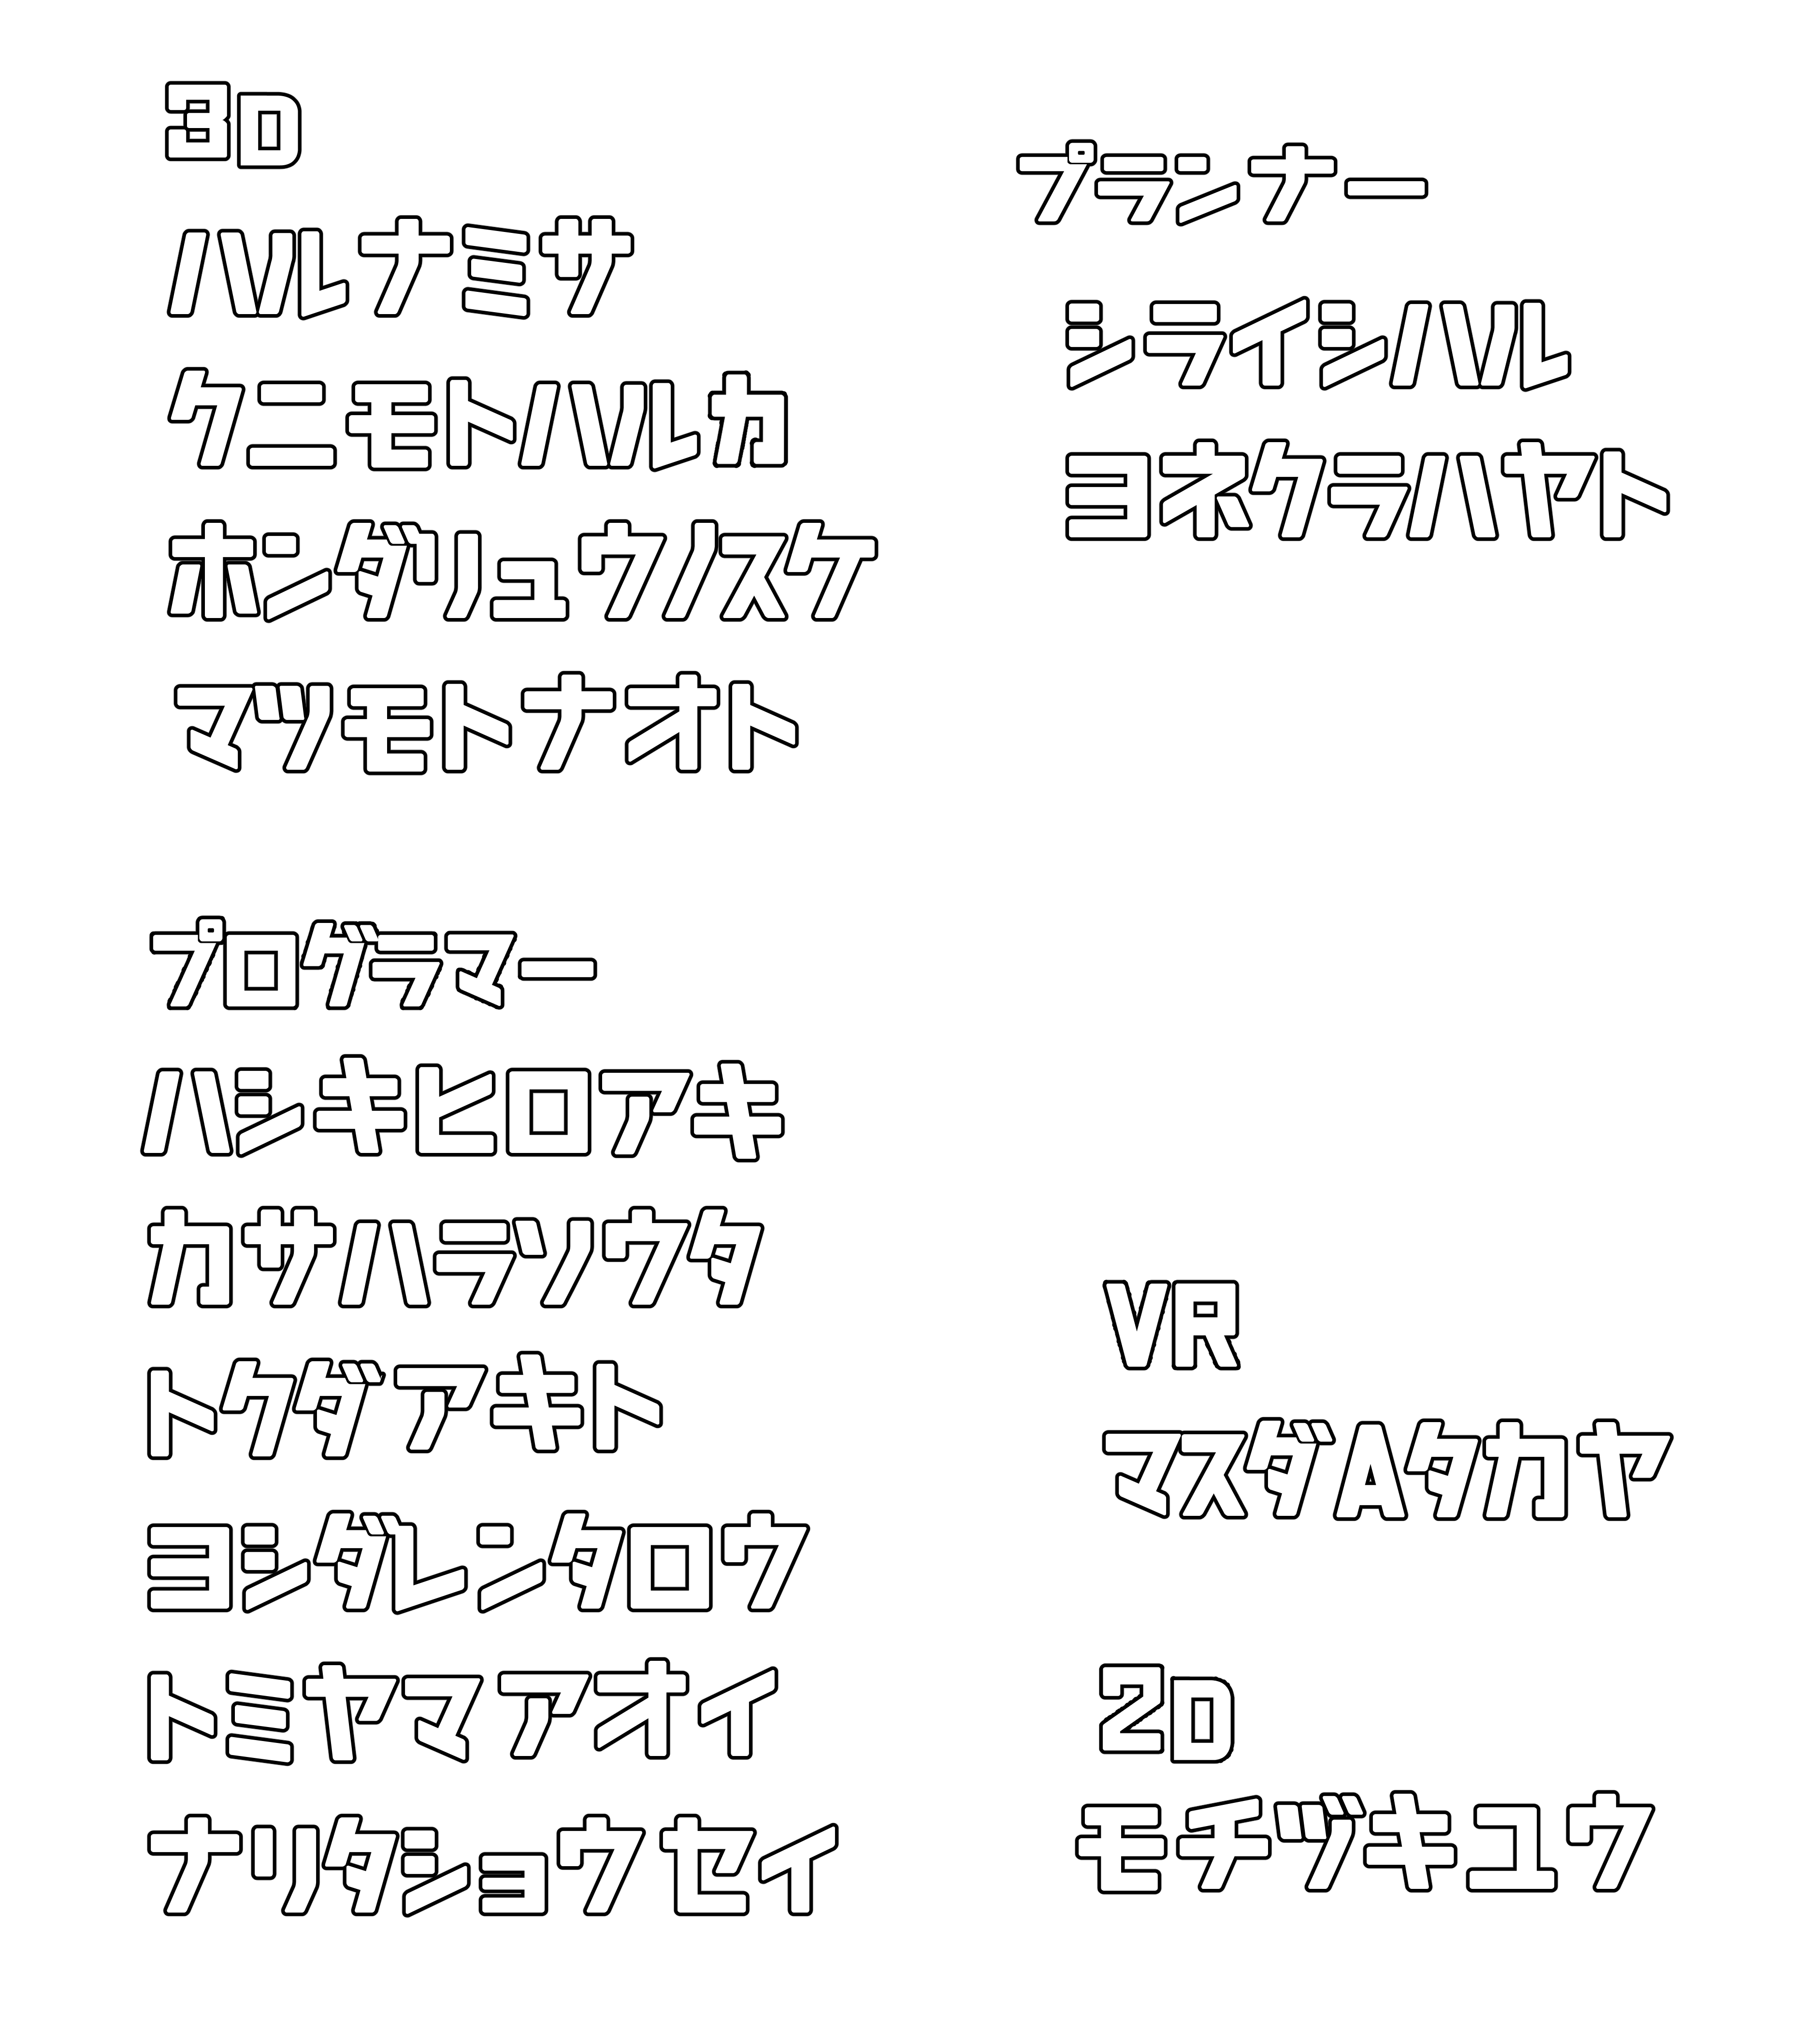 3D
ハルナミサ
クニモトハルカ
ホンダリュウノスケ
マツモトナオト
プランナー
シライシハル
ヨネクラハヤト
プログラマー
ハシキヒロアキ
カサハラソウタ
トクダアキト
ヨシダレンタロウ
トミヤマアオイ
ナリタショウセイ
VR
マスダAタカヤ
2D
モチヅキユウ